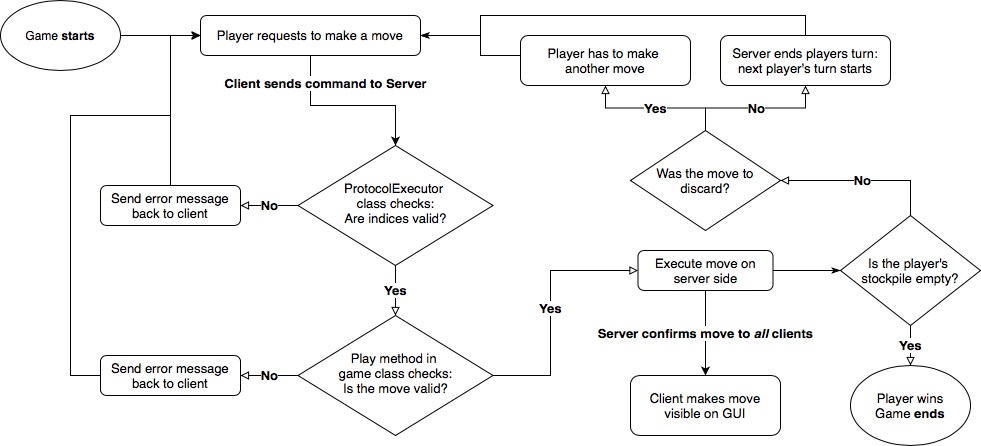 Game starts
Player requests to make a move
Player has to make
another move
Server ends players turn:
next player's turn starts
Client sends command to Server
Yes
No
ProtocolExecutor
class checks:
Are indices valid?
Was the move to
discard?
No
Send error message
back to client
No
Yes
Execute move on
server side
Is the player's
stockpile empty?
Yes
Server confirms move to all clients
Yes
Play method in
game class checks:
Is the move valid?
No
Send error message
back to client
Client makes move
visible on GUI
Player wins
Game ends